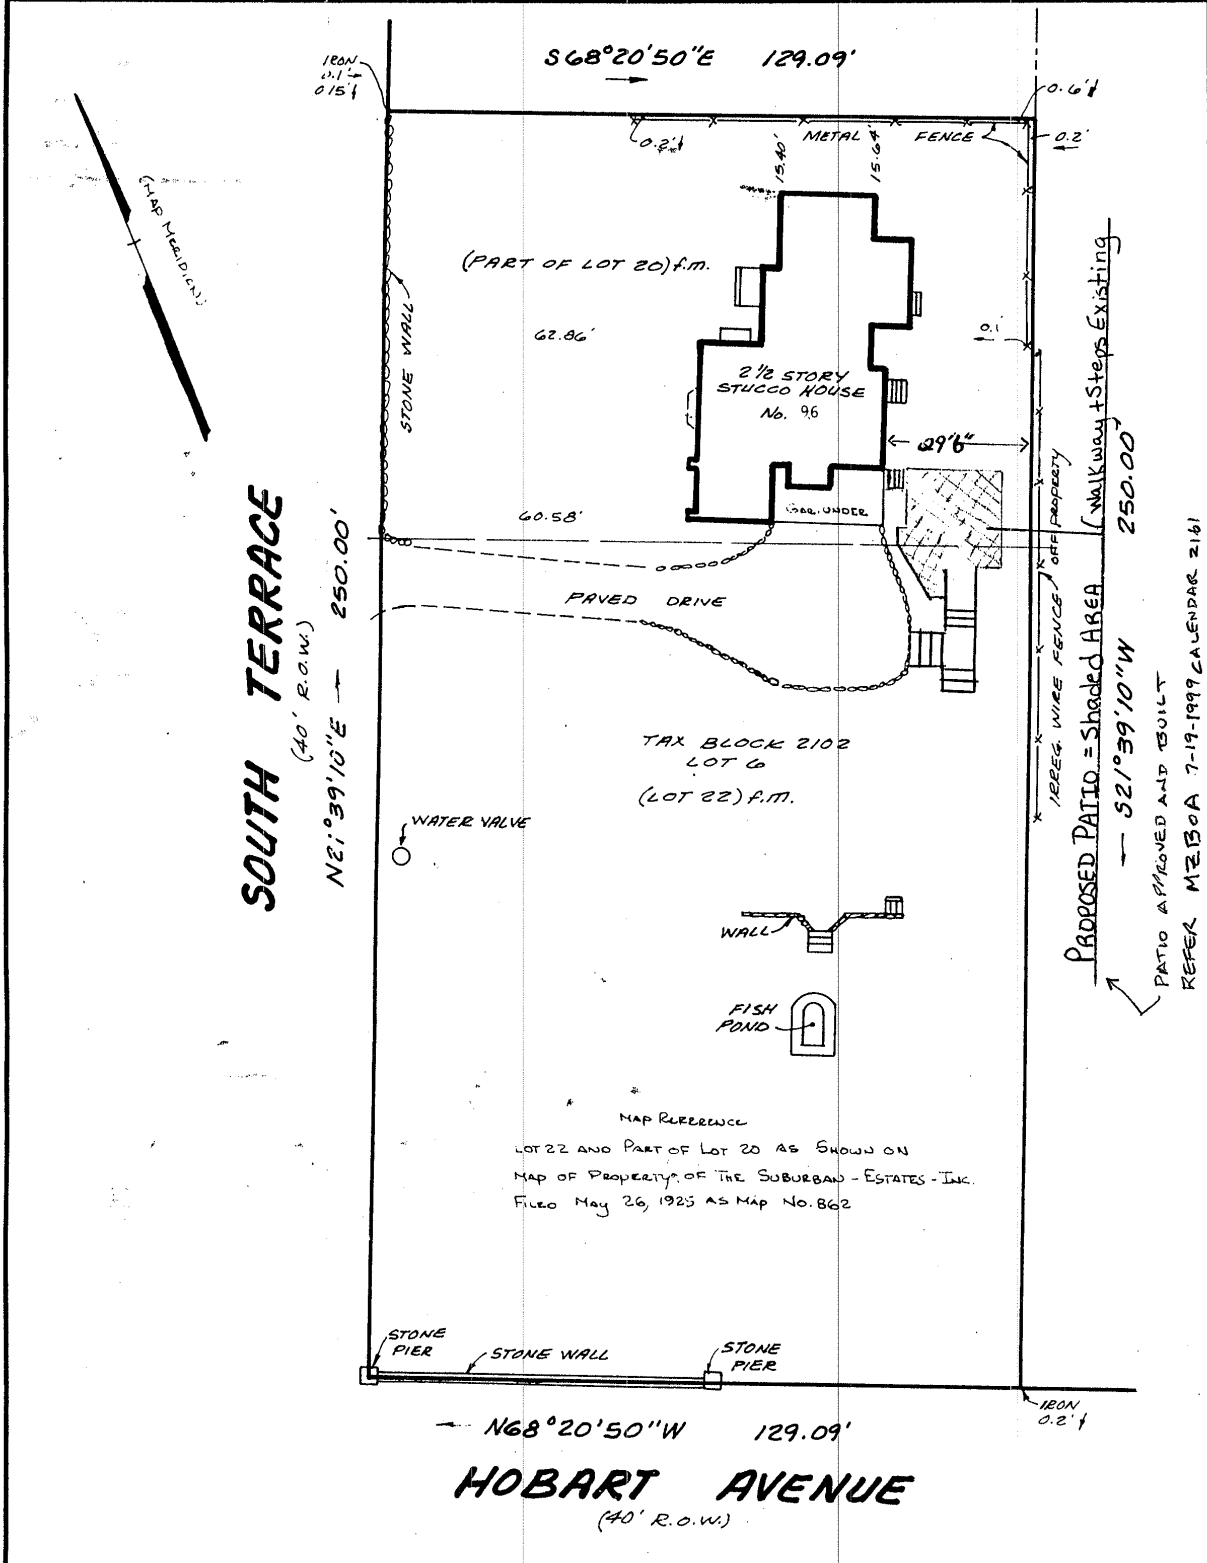 S68°20'50"E 129.09'
IRON
0.1'
0.15'
0.6'
0.2'
METAL FENCE
0.2'
15.40'
15.64'
(MAP MERIDIAN)
(PART OF LOT 20) f.m.
STONE WALL
62.86'
0.1'
2 1/2 STORY
STUCCO HOUSE
No. 96
29'6"
GAR. UNDER
60.58'
PAVED DRIVE
SOUTH TERRACE
(40' R.O.W.)
N21°39'10"E — 250.00'
IRREG. WIRE FENCE OFF PROPERTY
PROPOSED PATIO = Shaded AREA (Walkway + Steps Existing
— S21°39'10"W 250.00'
PATIO APPROVED AND BUILT
REFER MZBOA 7-19-1999 CALENDAR 2161
TAX BLOCK 2102
LOT 6
(LOT 22) f.m.
WATER VALVE
WALL
FISH
POND
MAP REFERENCE
LOT 22 AND PART OF LOT 20 AS SHOWN ON
MAP OF PROPERTY OF THE SUBURBAN - ESTATES - INC.
FILED MAY 26, 1925 AS MAP NO. 862
STONE
PIER
STONE WALL
STONE
PIER
IRON
0.2'
N68°20'50"W 129.09'
HOBART AVENUE
(40' R.O.W.)